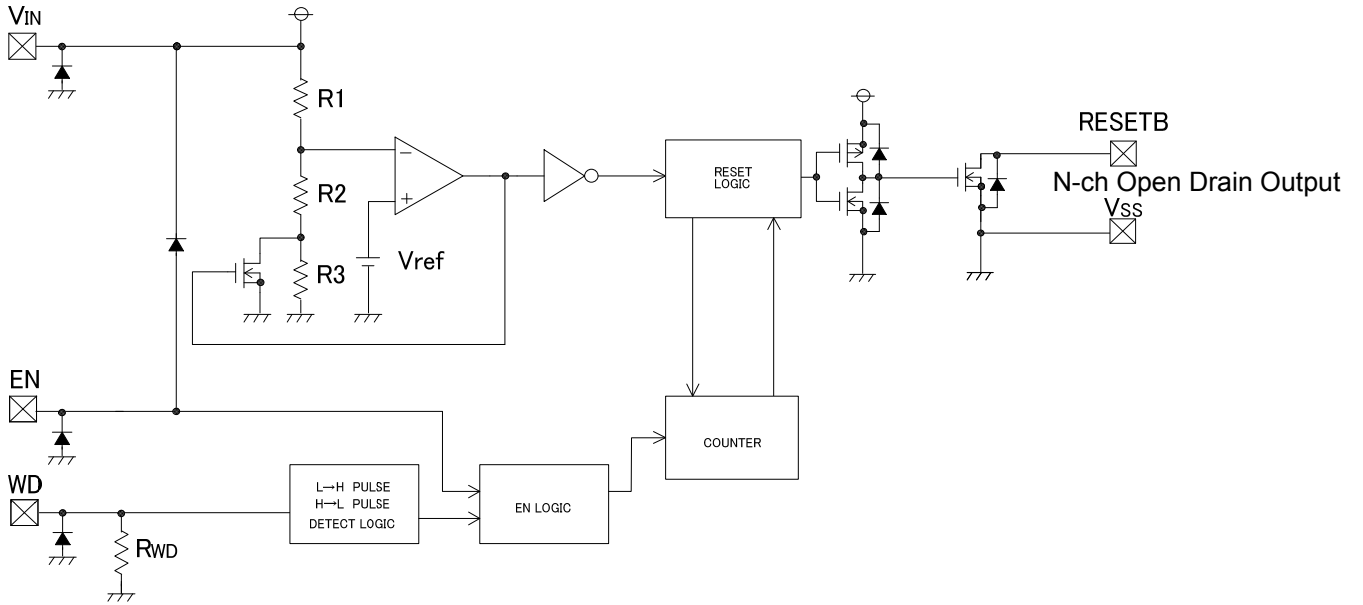 VIN
R1
R2
R3
−
+
Vref
RESET
LOGIC
RESETB
N-ch Open Drain Output
VSS
EN
COUNTER
WD
L→H PULSE
H→L PULSE
DETECT LOGIC
EN LOGIC
RWD